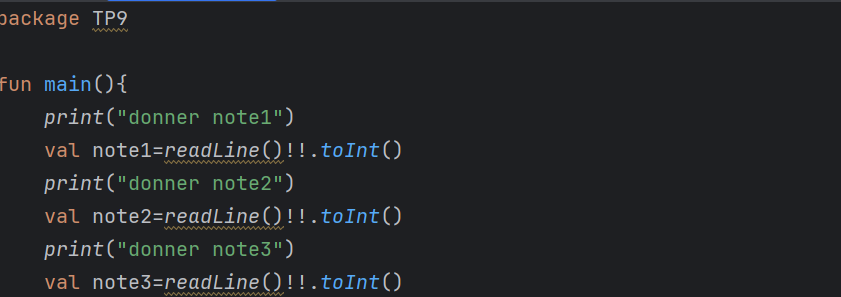 package TP9
fun main(){
print("donner note1")
val note1=readLine()!!.toInt()
print("donner note2")
val note2=readLine()!!.toInt()
print("donner note3")
val note3=readLine()!!.toInt()